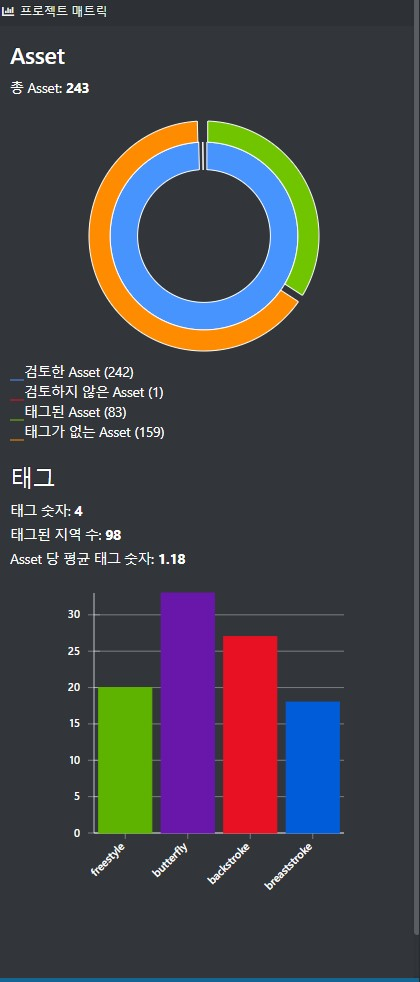 프로젝트 매트릭
Asset
총 Asset: 243
검토한 Asset (242)
검토하지 않은 Asset (1)
태그된 Asset (83)
태그가 없는 Asset (159)
태그
태그 숫자: 4
태그된 지역 수: 98
Asset 당 평균 태그 숫자: 1.18
30
25
20
15
10
5
0
freestyle
butterfly
backstroke
breaststroke